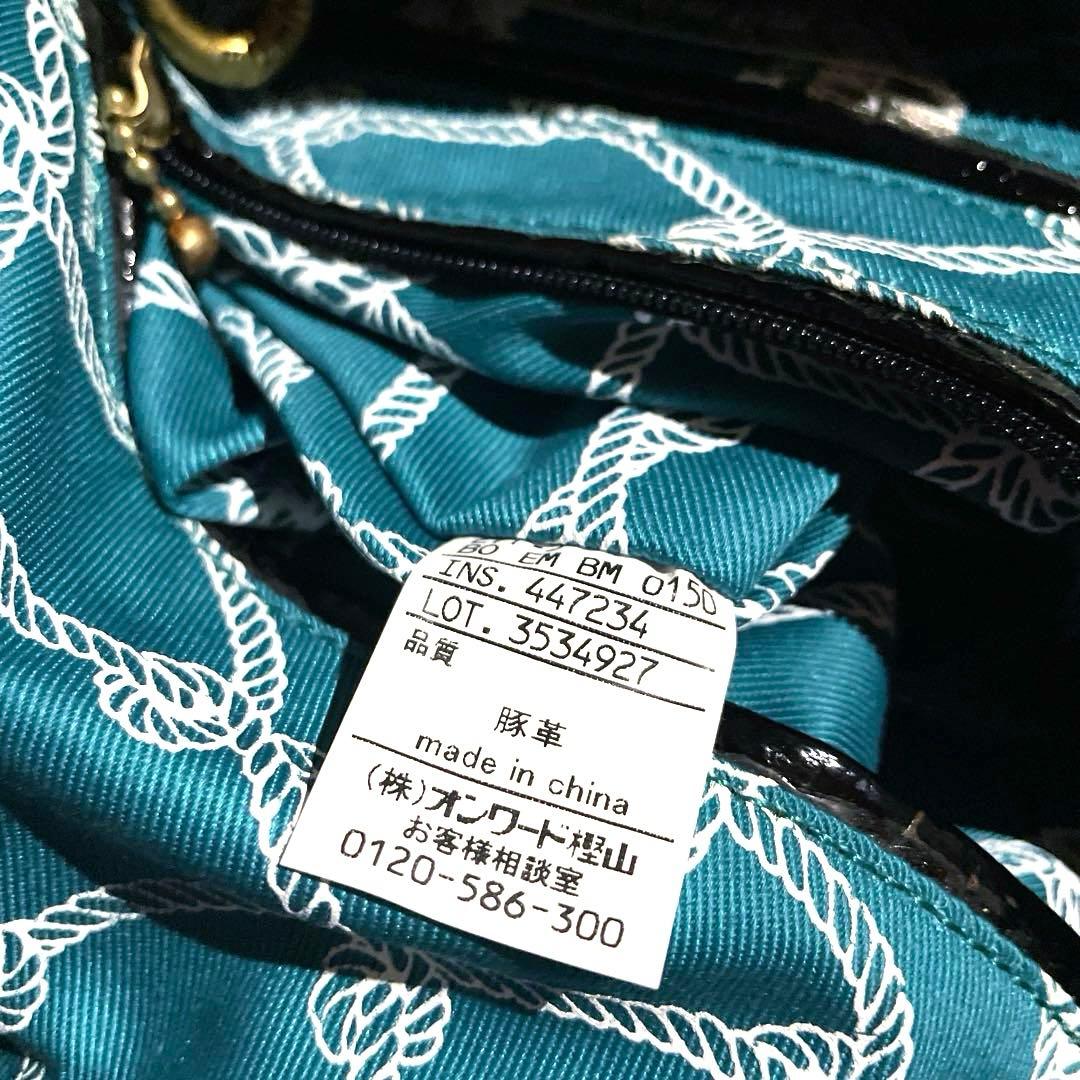 BO EM BM 0150
INS. 447234
LOT. 3534927
品質
豚革
made in china
(株)オンワード樫山
お客様相談室
0120-586-300